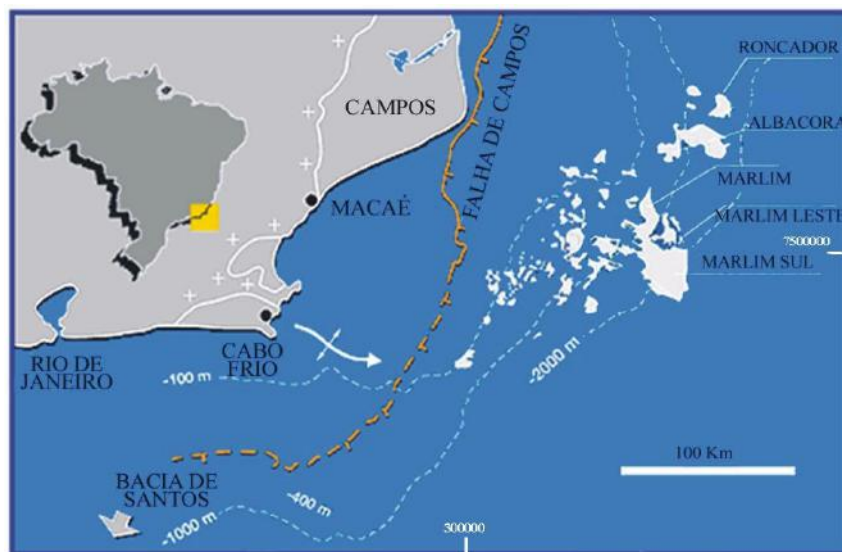 RONCADOR
CAMPOS
ALBACORA
FALHA DE CAMPOS
MARLIM
MACAÉ
MARLIM LESTE
7500000
MARLIM SUL
RIO DE
JANEIRO
CABO
FRIO
-100 m
-2000 m
100 Km
BACIA DE
SANTOS
-400 m
-1000 m
300000